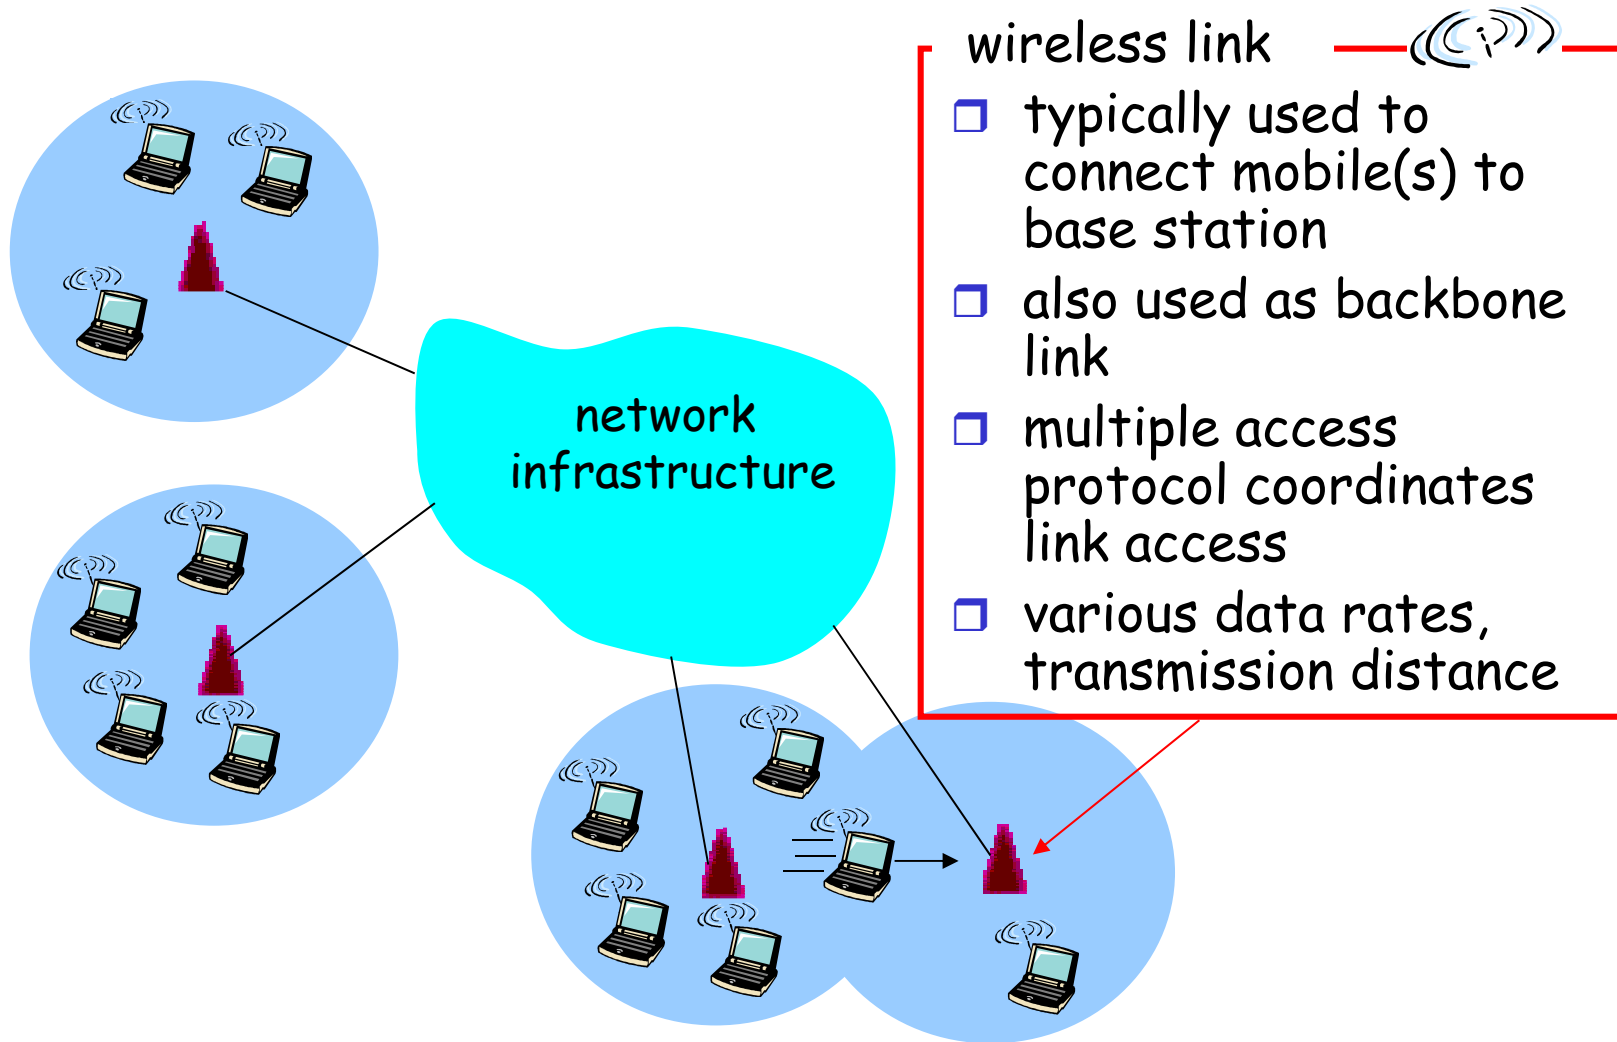 wireless link
typically used to
connect mobile(s) to
base station
also used as backbone
link
multiple access
protocol coordinates
link access
various data rates,
transmission distance
network
infrastructure